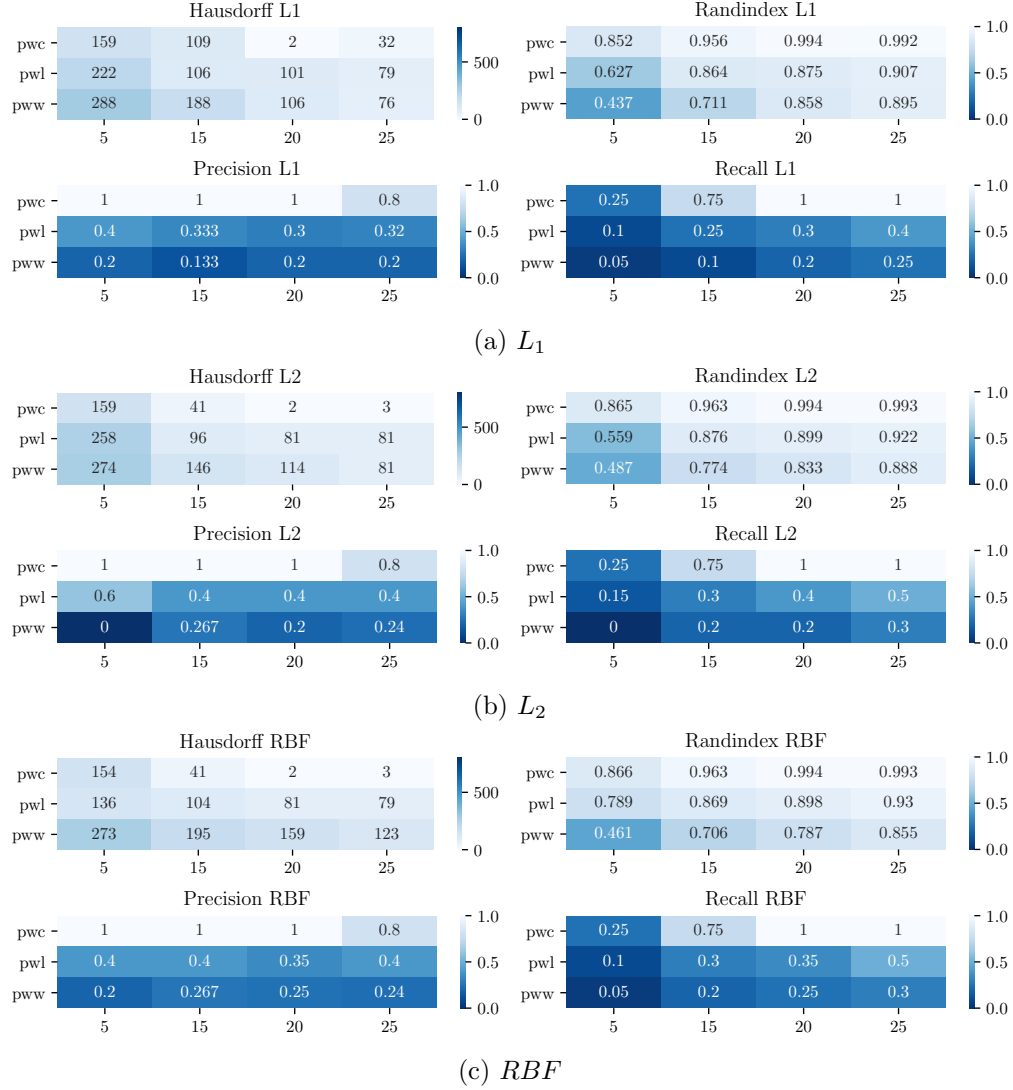 Hausdorff L1
pwc 159 109 2 32
pwl 222 106 101 79
pww 288 188 106 76
5 15 20 25
500
0
Randindex L1
pwc 0.852 0.956 0.994 0.992
pwl 0.627 0.864 0.875 0.907
pww 0.437 0.711 0.858 0.895
5 15 20 25
1.0
0.5
0.0
Precision L1
pwc 1 1 1 0.8
pwl 0.4 0.333 0.3 0.32
pww 0.2 0.133 0.2 0.2
5 15 20 25
1.0
0.5
0.0
Recall L1
pwc 0.25 0.75 1 1
pwl 0.1 0.25 0.3 0.4
pww 0.05 0.1 0.2 0.25
5 15 20 25
1.0
0.5
0.0
(a) L₁
Hausdorff L2
pwc 159 41 2 3
pwl 258 96 81 81
pww 274 146 114 81
5 15 20 25
500
0
Randindex L2
pwc 0.865 0.963 0.994 0.993
pwl 0.559 0.876 0.899 0.922
pww 0.487 0.774 0.833 0.888
5 15 20 25
1.0
0.5
0.0
Precision L2
pwc 1 1 1 0.8
pwl 0.6 0.4 0.4 0.4
pww 0 0.267 0.2 0.24
5 15 20 25
1.0
0.5
0.0
Recall L2
pwc 0.25 0.75 1 1
pwl 0.15 0.3 0.4 0.5
pww 0 0.2 0.2 0.3
5 15 20 25
1.0
0.5
0.0
(b) L₂
Hausdorff RBF
pwc 154 41 2 3
pwl 136 104 81 79
pww 273 195 159 123
5 15 20 25
500
0
Randindex RBF
pwc 0.866 0.963 0.994 0.993
pwl 0.789 0.869 0.898 0.93
pww 0.461 0.706 0.787 0.855
5 15 20 25
1.0
0.5
0.0
Precision RBF
pwc 1 1 1 0.8
pwl 0.4 0.4 0.35 0.4
pww 0.2 0.267 0.25 0.24
5 15 20 25
1.0
0.5
0.0
Recall RBF
pwc 0.25 0.75 1 1
pwl 0.1 0.3 0.35 0.5
pww 0.05 0.2 0.25 0.3
5 15 20 25
1.0
0.5
0.0
(c) RBF